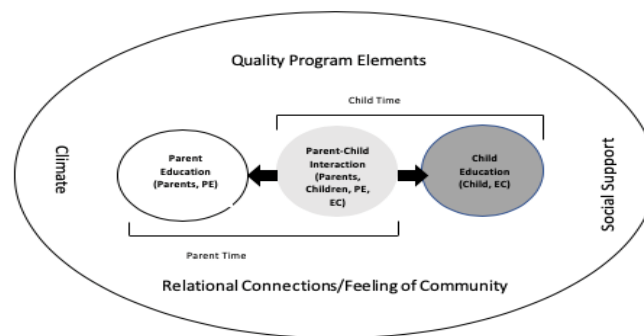 Quality Program Elements
Child Time
Climate
Parent
Education
(Parents, PE)
Parent-Child
Interaction
(Parents,
Children, PE,
EC)
Child
Education
(Child, EC)
Social Support
Parent Time
Relational Connections/Feeling of Community